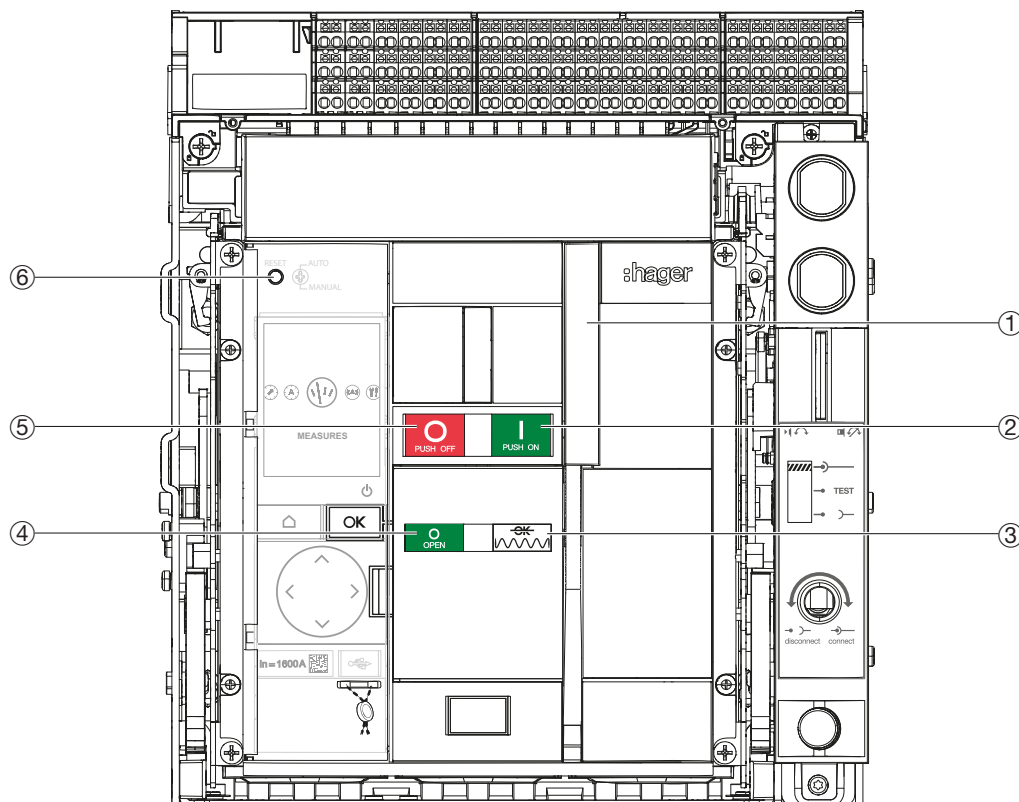 RESET
AUTO
MANUAL
:hager
⑥
①
A
MEASURES
⑤
O
PUSH OFF
I
PUSH ON
②
TEST
OK
④
O
OPEN
OK
③
disconnect
connect
In = 1600A